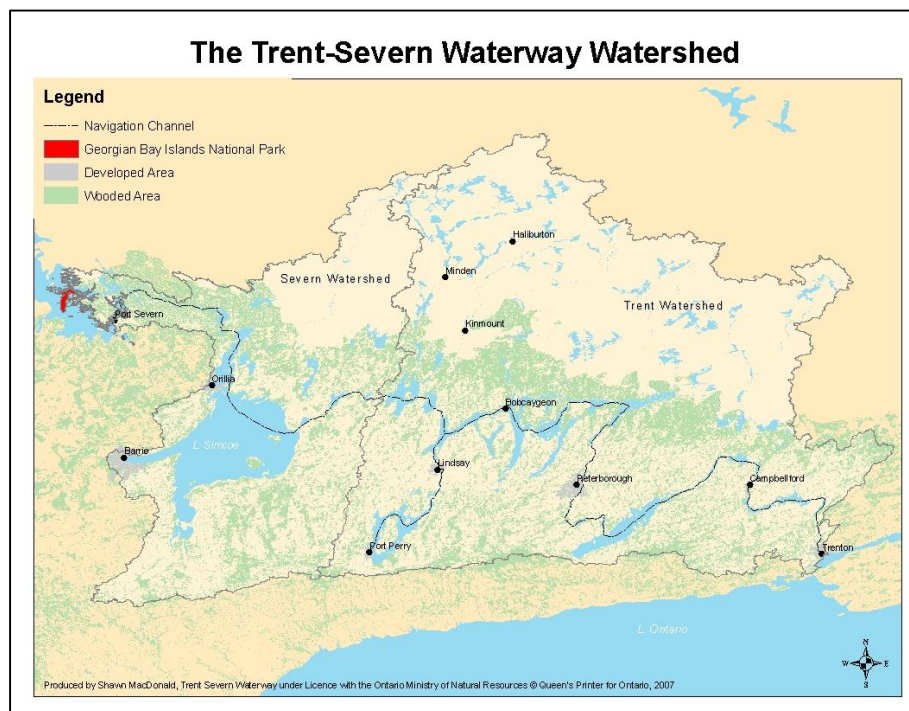 The Trent-Severn Waterway Watershed
Legend
Navigation Channel
Georgian Bay Islands National Park
Developed Area
Wooded Area
Haliburton
Minden
Severn Watershed
Trent Watershed
Port Severn
Kinmount
Orillia
Bobcaygeon
L. Simcoe
Barrie
Lindsay
Peterborough
Campbellford
Port Perry
Trenton
L. Ontario
N
W E
S
Produced by Shawn MacDonald, Trent Severn Waterway under Licence with the Ontario Ministry of Natural Resources © Queen's Printer for Ontario, 2007